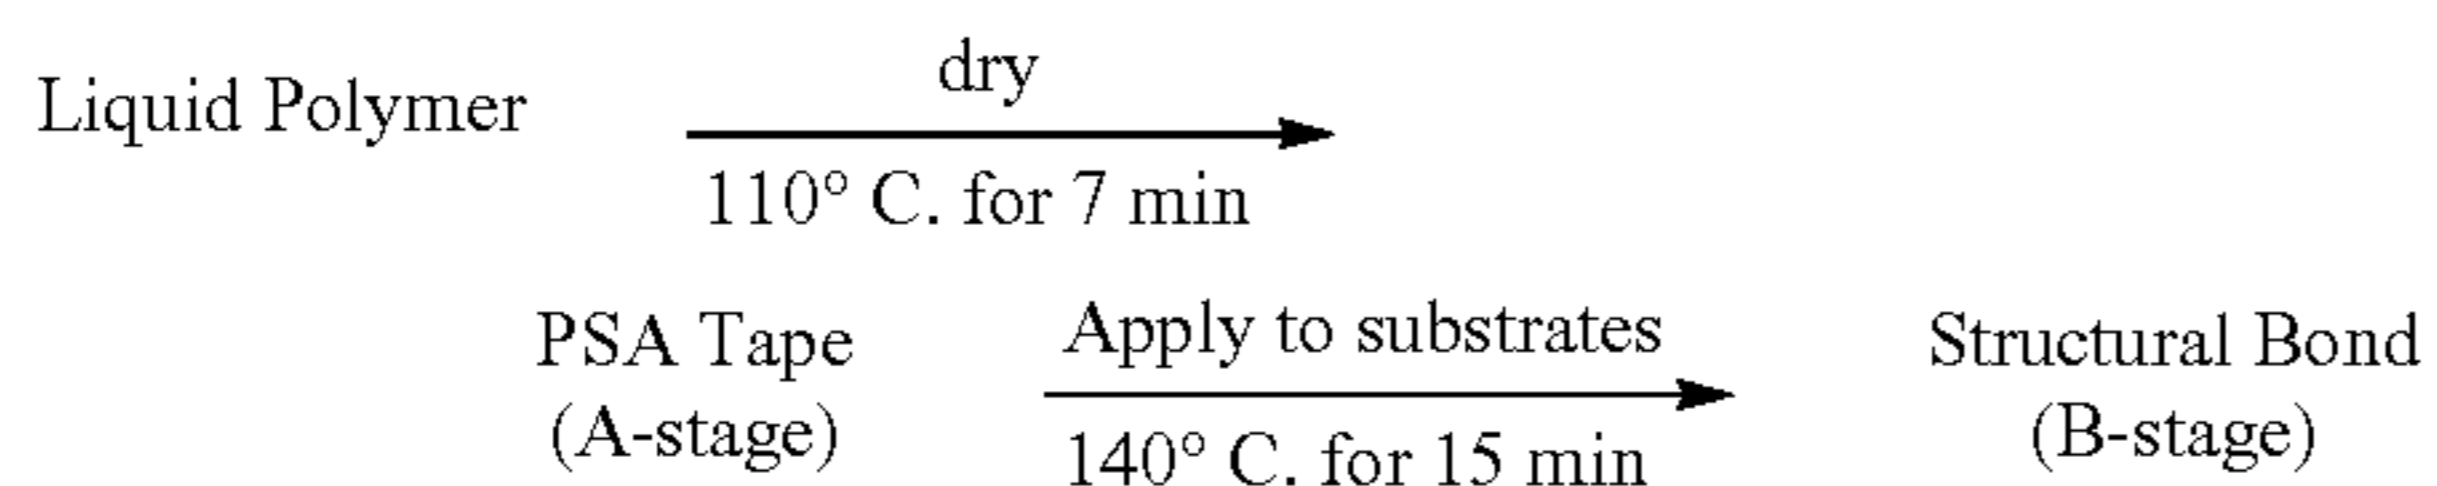 dry
Liquid Polymer
110° C. for 7 min
PSA Tape
(A-stage)
Apply to substrates
140° C. for 15 min
Structural Bond
(B-stage)